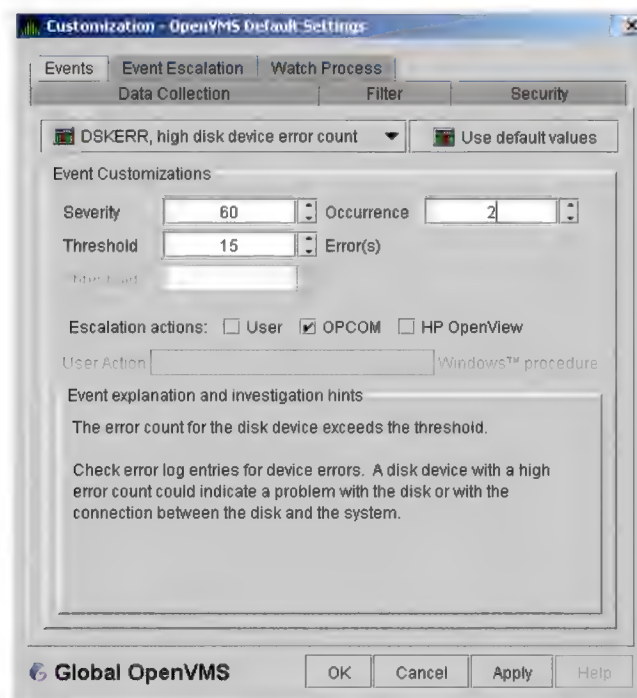 Customization - OpenVMS Default Settings
Events Event Escalation Watch Process
Data Collection Filter Security
DSKERR, high disk device error count Use default values
Event Customizations
Severity 60 Occurrence 2
Threshold 15 Error(s)
Escalation actions: User OPCOM HP OpenView
User Action Windows™ procedure
Event explanation and investigation hints
The error count for the disk device exceeds the threshold.
Check error log entries for device errors. A disk device with a high
error count could indicate a problem with the disk or with the
connection between the disk and the system.
Global OpenVMS OK Cancel Apply Help